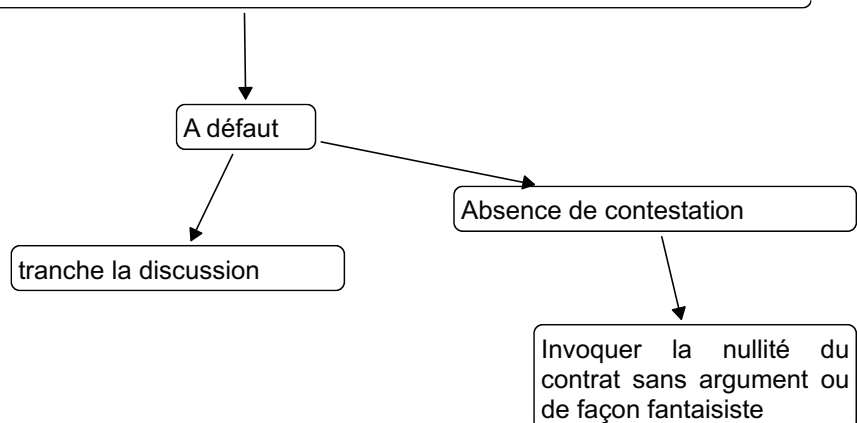 A défaut
Absence de contestation
tranche la discussion
Invoquer la nullité du
contrat sans argument ou
de façon fantaisiste